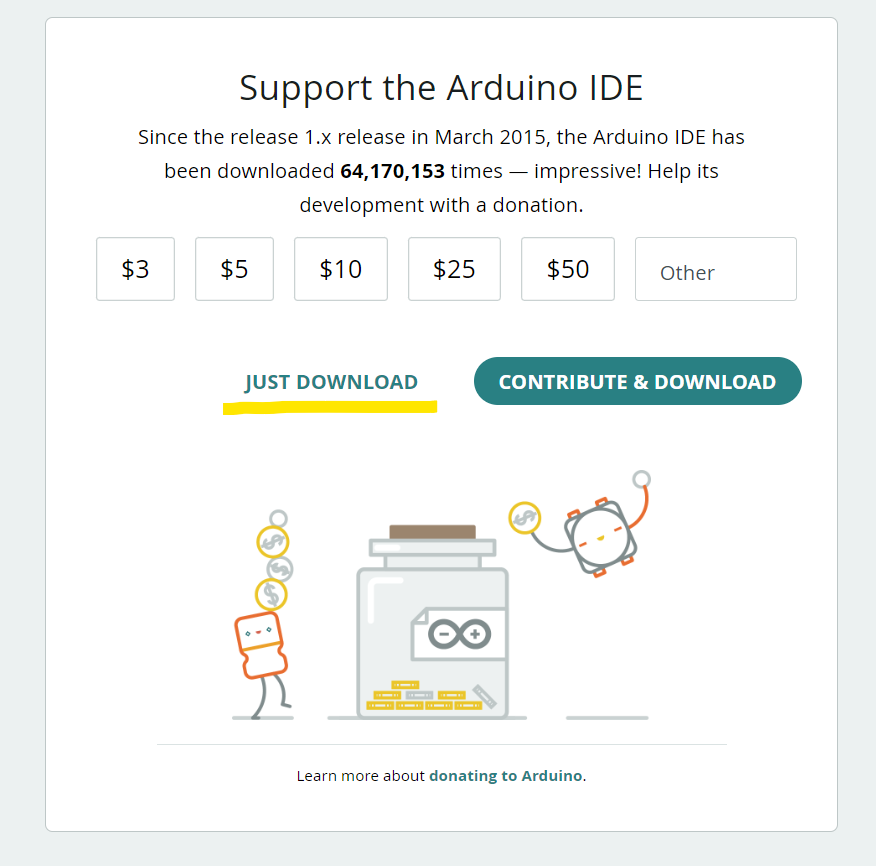 Support the Arduino IDE
Since the release 1.x release in March 2015, the Arduino IDE has
been downloaded 64,170,153 times — impressive! Help its
development with a donation.
$3 $5 $10 $25 $50 Other
JUST DOWNLOAD CONTRIBUTE & DOWNLOAD
Learn more about donating to Arduino.